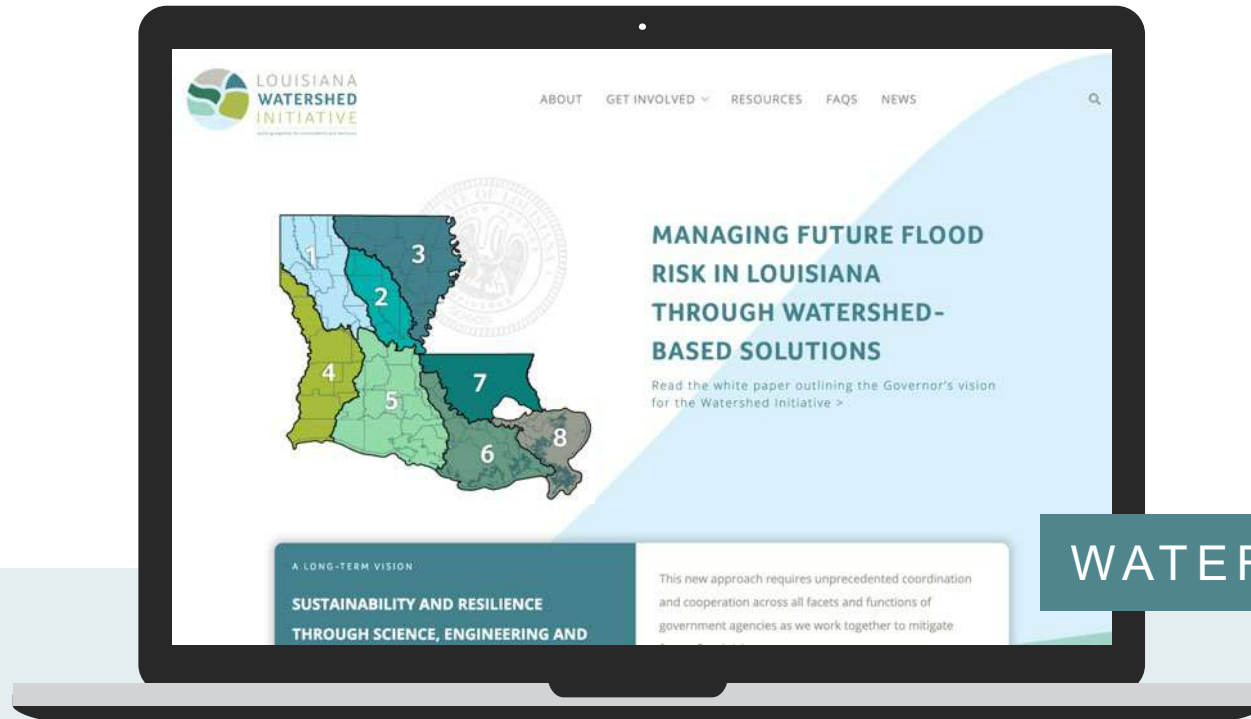 LOUISIANA
WATERSHED
INITIATIVE
ABOUT GET INVOLVED RESOURCES FAQS NEWS
STATE OF LOUISIANA
1
3
2
4
5
7
6
8
MANAGING FUTURE FLOOD
RISK IN LOUISIANA
THROUGH WATERSHED-
BASED SOLUTIONS
Read the white paper outlining the Governor's vision
for the Watershed Initiative >
A LONG-TERM VISION
SUSTAINABILITY AND RESILIENCE
THROUGH SCIENCE, ENGINEERING AND
This new approach requires unprecedented coordination
and cooperation across all facets and functions of
government agencies as we work together to mitigate
WATER